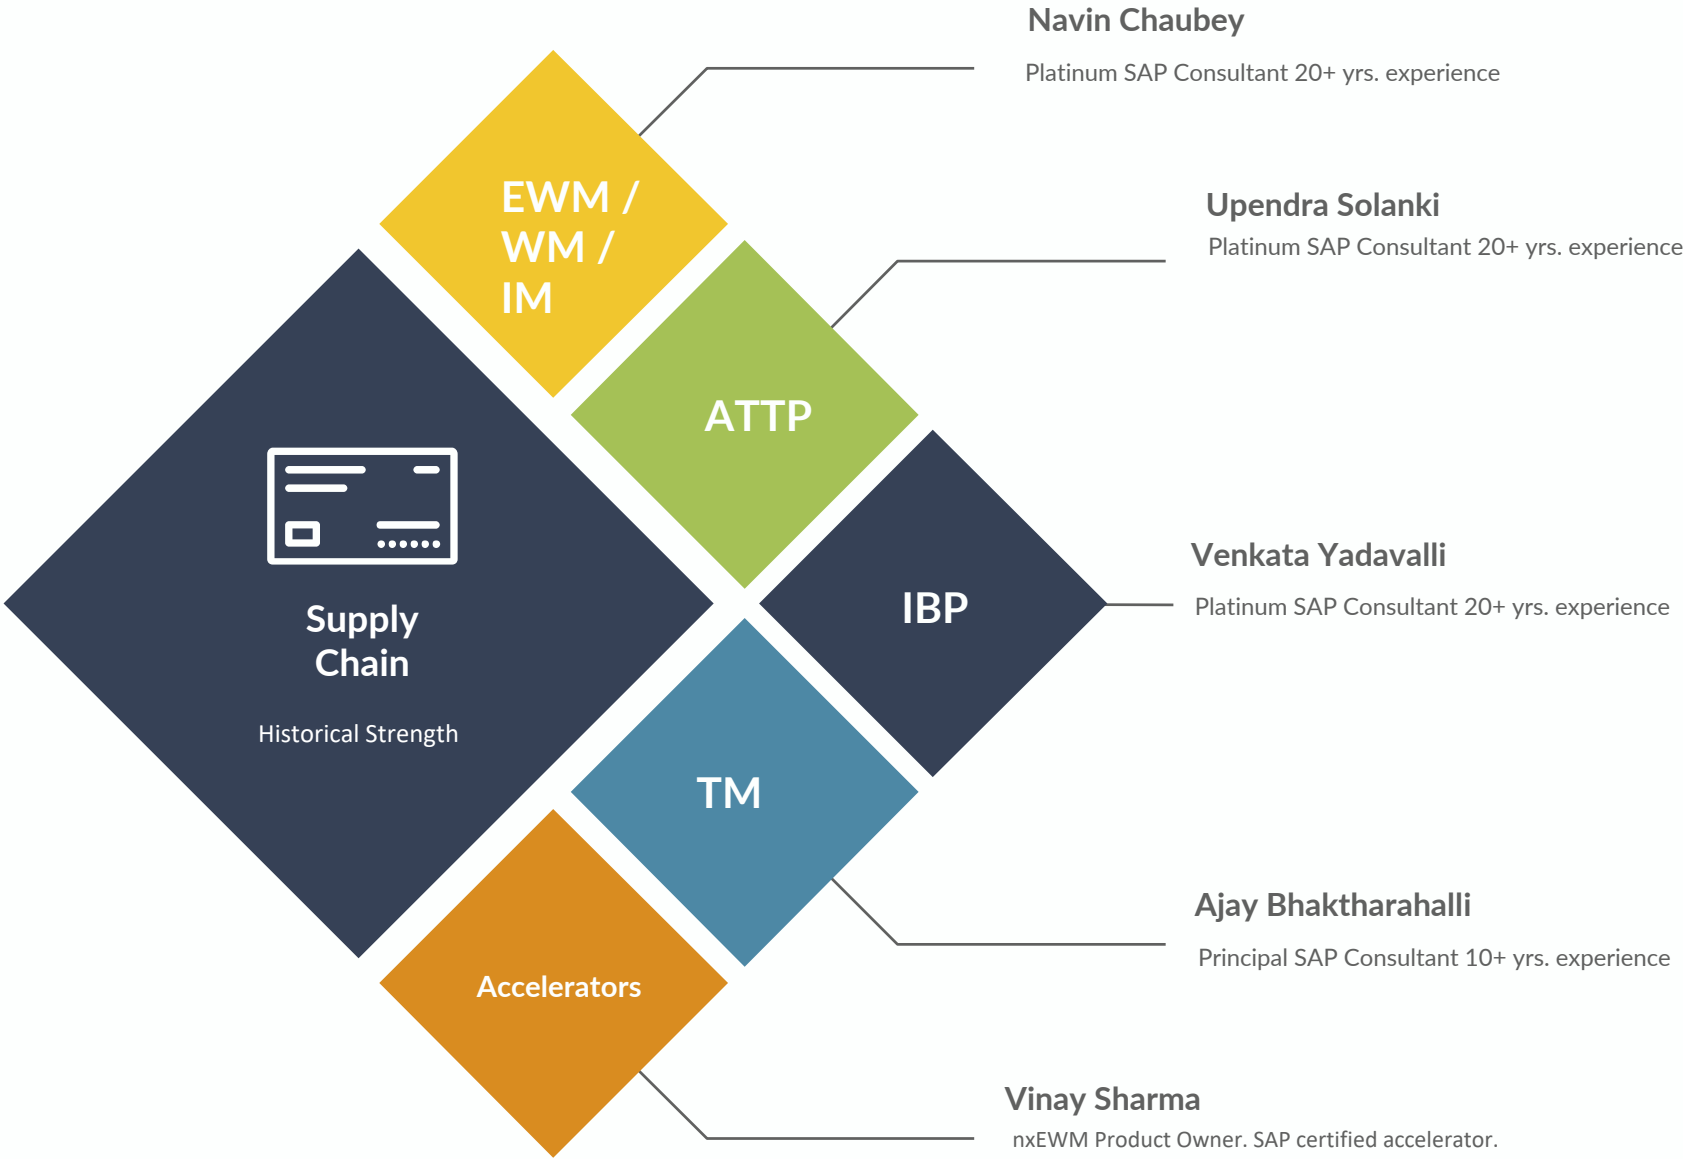 Navin Chaubey
Platinum SAP Consultant 20+ yrs. experience
EWM /
WM /
IM
Upendra Solanki
Platinum SAP Consultant 20+ yrs. experience
ATTP
Supply
Chain
Historical Strength
IBP
Venkata Yadavalli
Platinum SAP Consultant 20+ yrs. experience
TM
Ajay Bhaktharahalli
Principal SAP Consultant 10+ yrs. experience
Accelerators
Vinay Sharma
nxEWM Product Owner. SAP certified accelerator.